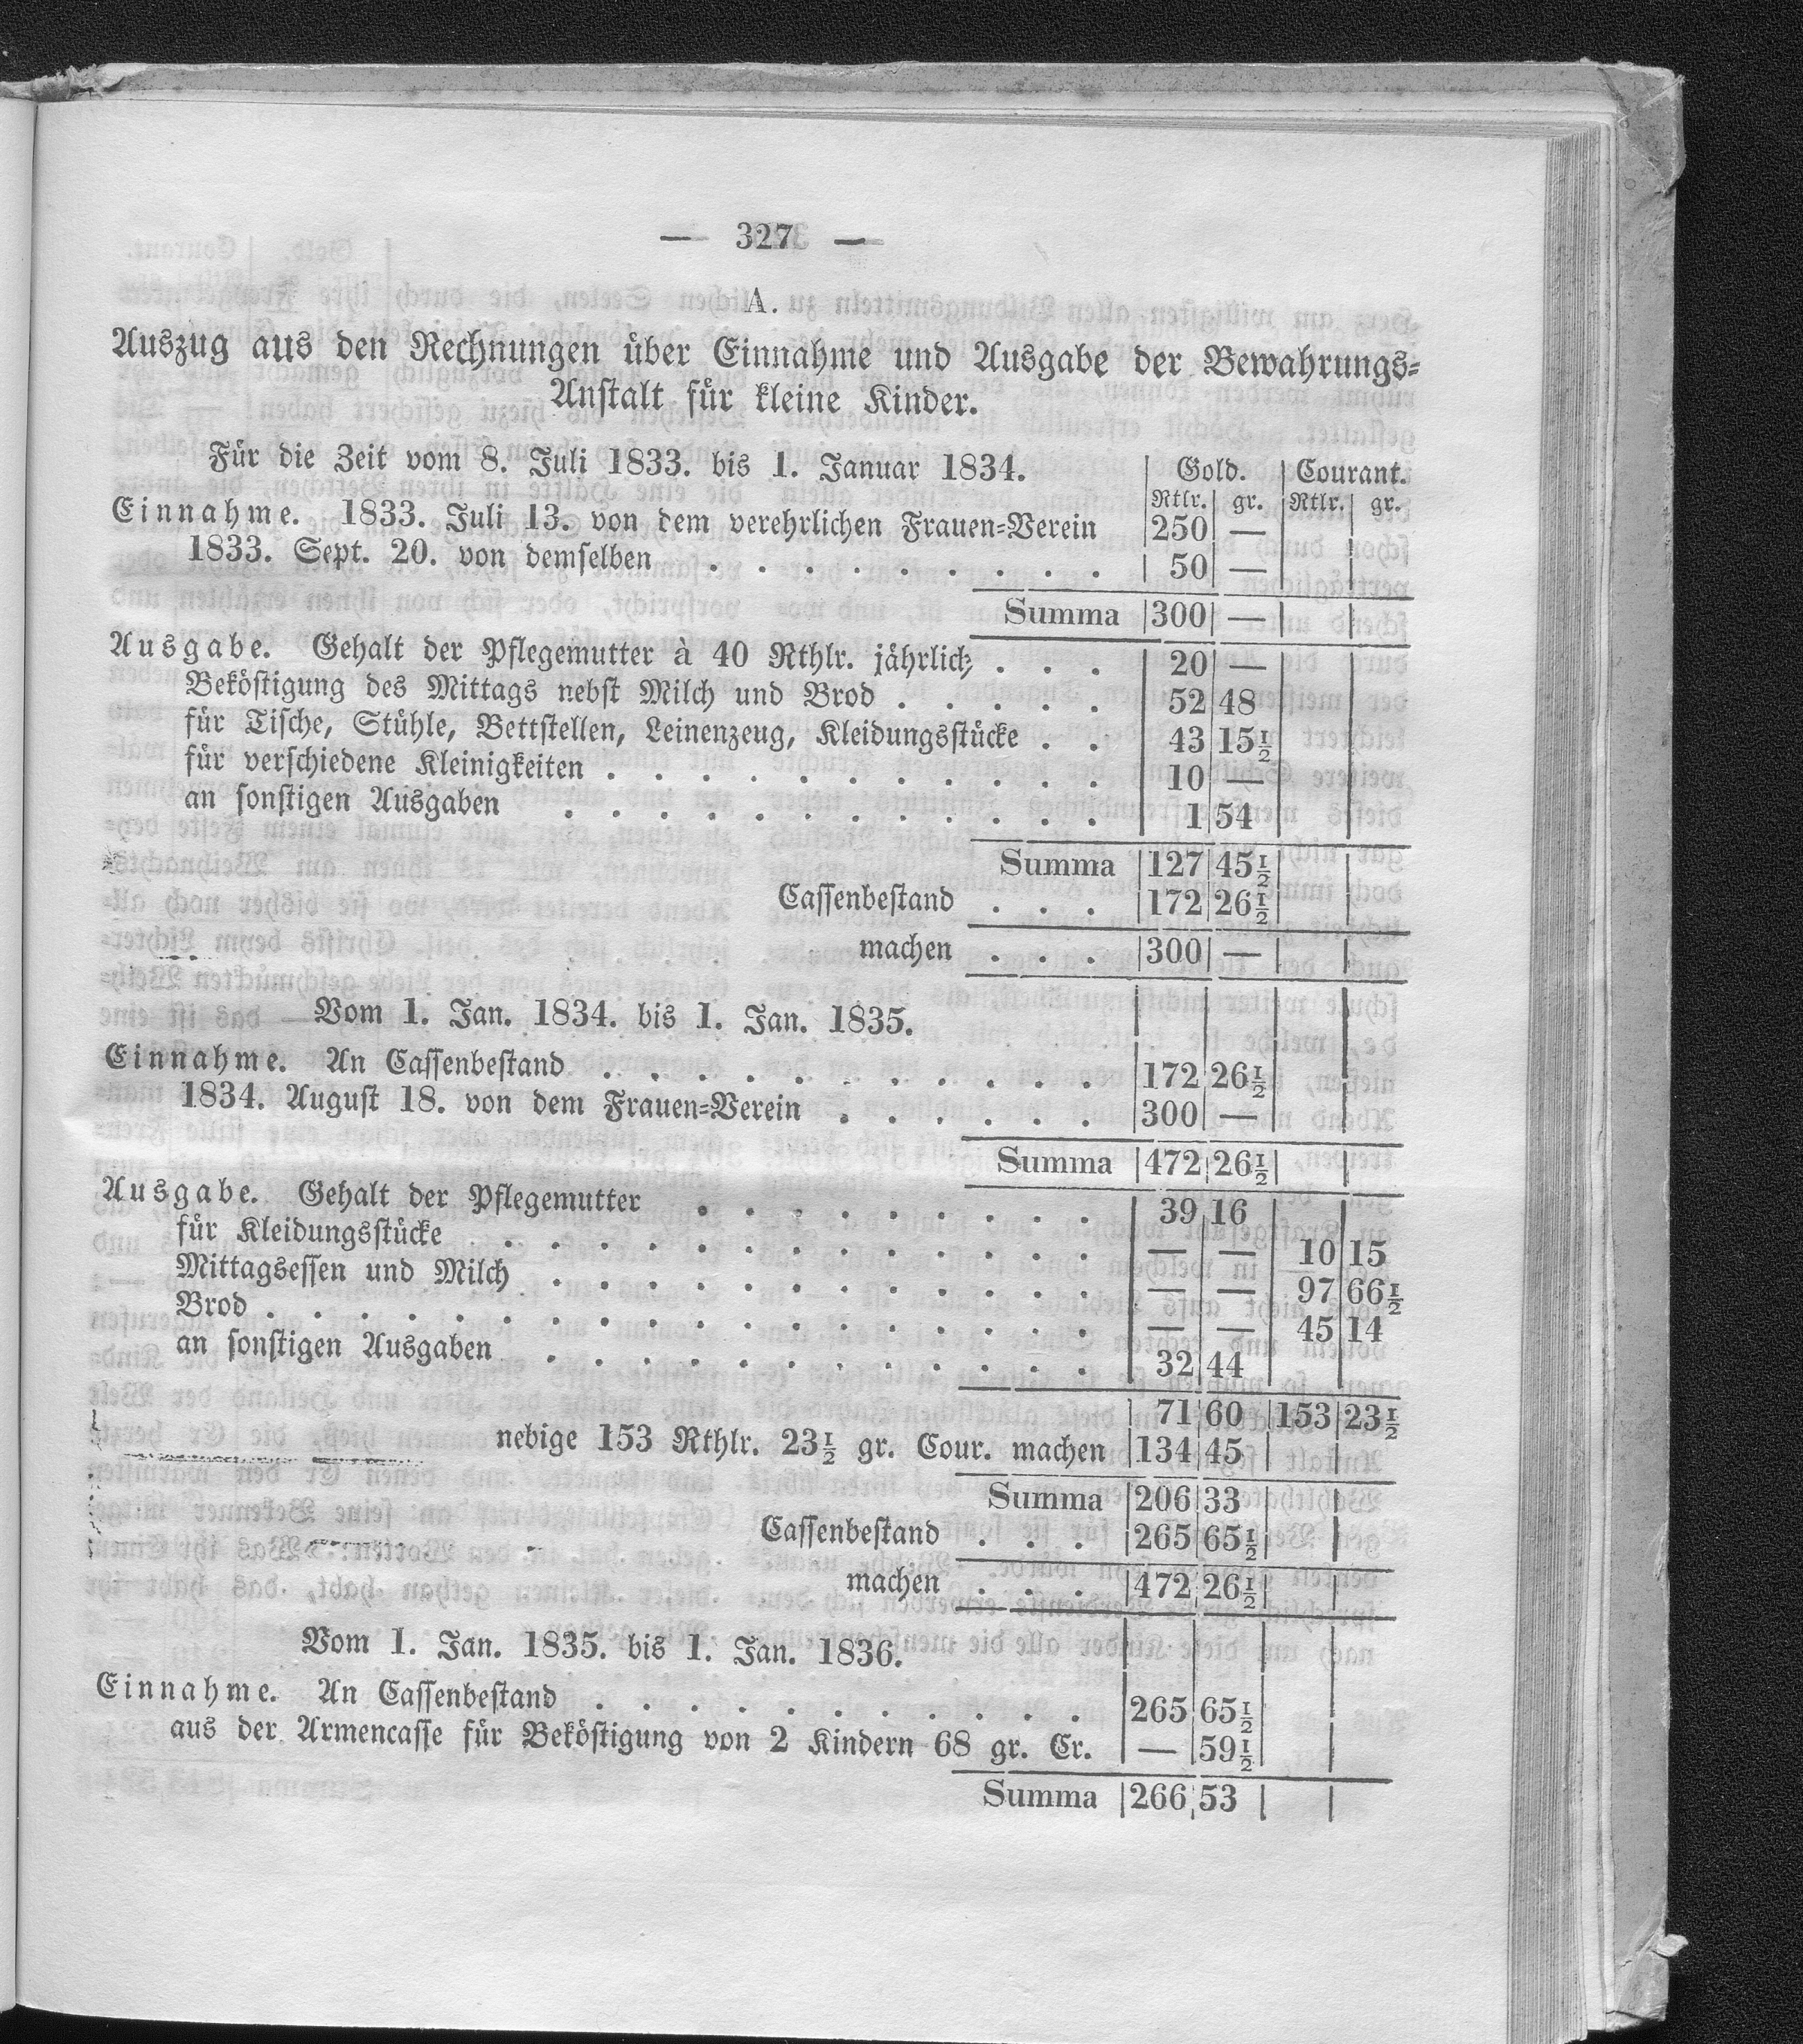 — 327 —
A.
Auszug aus den Rechnungen über Einnahme und Ausgabe der Bewahrungs=
Anstalt für kleine Kinder.
Für die Zeit vom 8. Juli 1833. bis 1. Januar 1834. | Gold. | Courant.
Rtlr. | gr. | Rtlr. | gr.
Einnahme. 1833. Juli 13. von dem verehrlichen Frauen=Verein | 250 | —
1833. Sept. 20. von demselben . . . . . . . . . | 50 | —
Summa | 300 | —
Ausgabe. Gehalt der Pflegemutter à 40 Rthlr. jährlich . . . | 20 | —
Beköstigung des Mittags nebst Milch und Brod . . . . . | 52 | 48
für Tische, Stühle, Bettstellen, Leinenzeug, Kleidungsstücke . . | 43 | 15½
für verschiedene Kleinigkeiten . . . . . . . . . . . | 10 | —
an sonstigen Ausgaben . . . . . . . . . . . . | 1 | 54
Summa | 127 | 45½
Cassenbestand . . . | 172 | 26½
machen . . . | 300 | —
Vom 1. Jan. 1834. bis 1. Jan. 1835.
Einnahme. An Cassenbestand . . . . . . . . . . . | 172 | 26½
1834. August 18. von dem Frauen=Verein . . . . . . | 300 | —
Summa | 472 | 26½
Ausgabe. Gehalt der Pflegemutter . . . . . . . . . | 39 | 16
für Kleidungsstücke . . . . . . . . . . . . . | — | — | 10 | 15
Mittagsessen und Milch . . . . . . . . . . . . | — | — | 97 | 66½
Brod . . . . . . . . . . . . . . . . . . | — | — | 45 | 14
an sonstigen Ausgaben . . . . . . . . . . . . | 32 | 44
| 71 | 60 | 153 | 23½
nebige 153 Rthlr. 23½ gr. Cour. machen | 134 | 45
Summa | 206 | 33
Cassenbestand . . . | 265 | 65½
machen . . . | 472 | 26½
Vom 1. Jan. 1835. bis 1. Jan. 1836.
Einnahme. An Cassenbestand . . . . . . . . . . . | 265 | 65½
aus der Armencasse für Beköstigung von 2 Kindern 68 gr. Cr. | — | 59½
Summa | 266 | 53